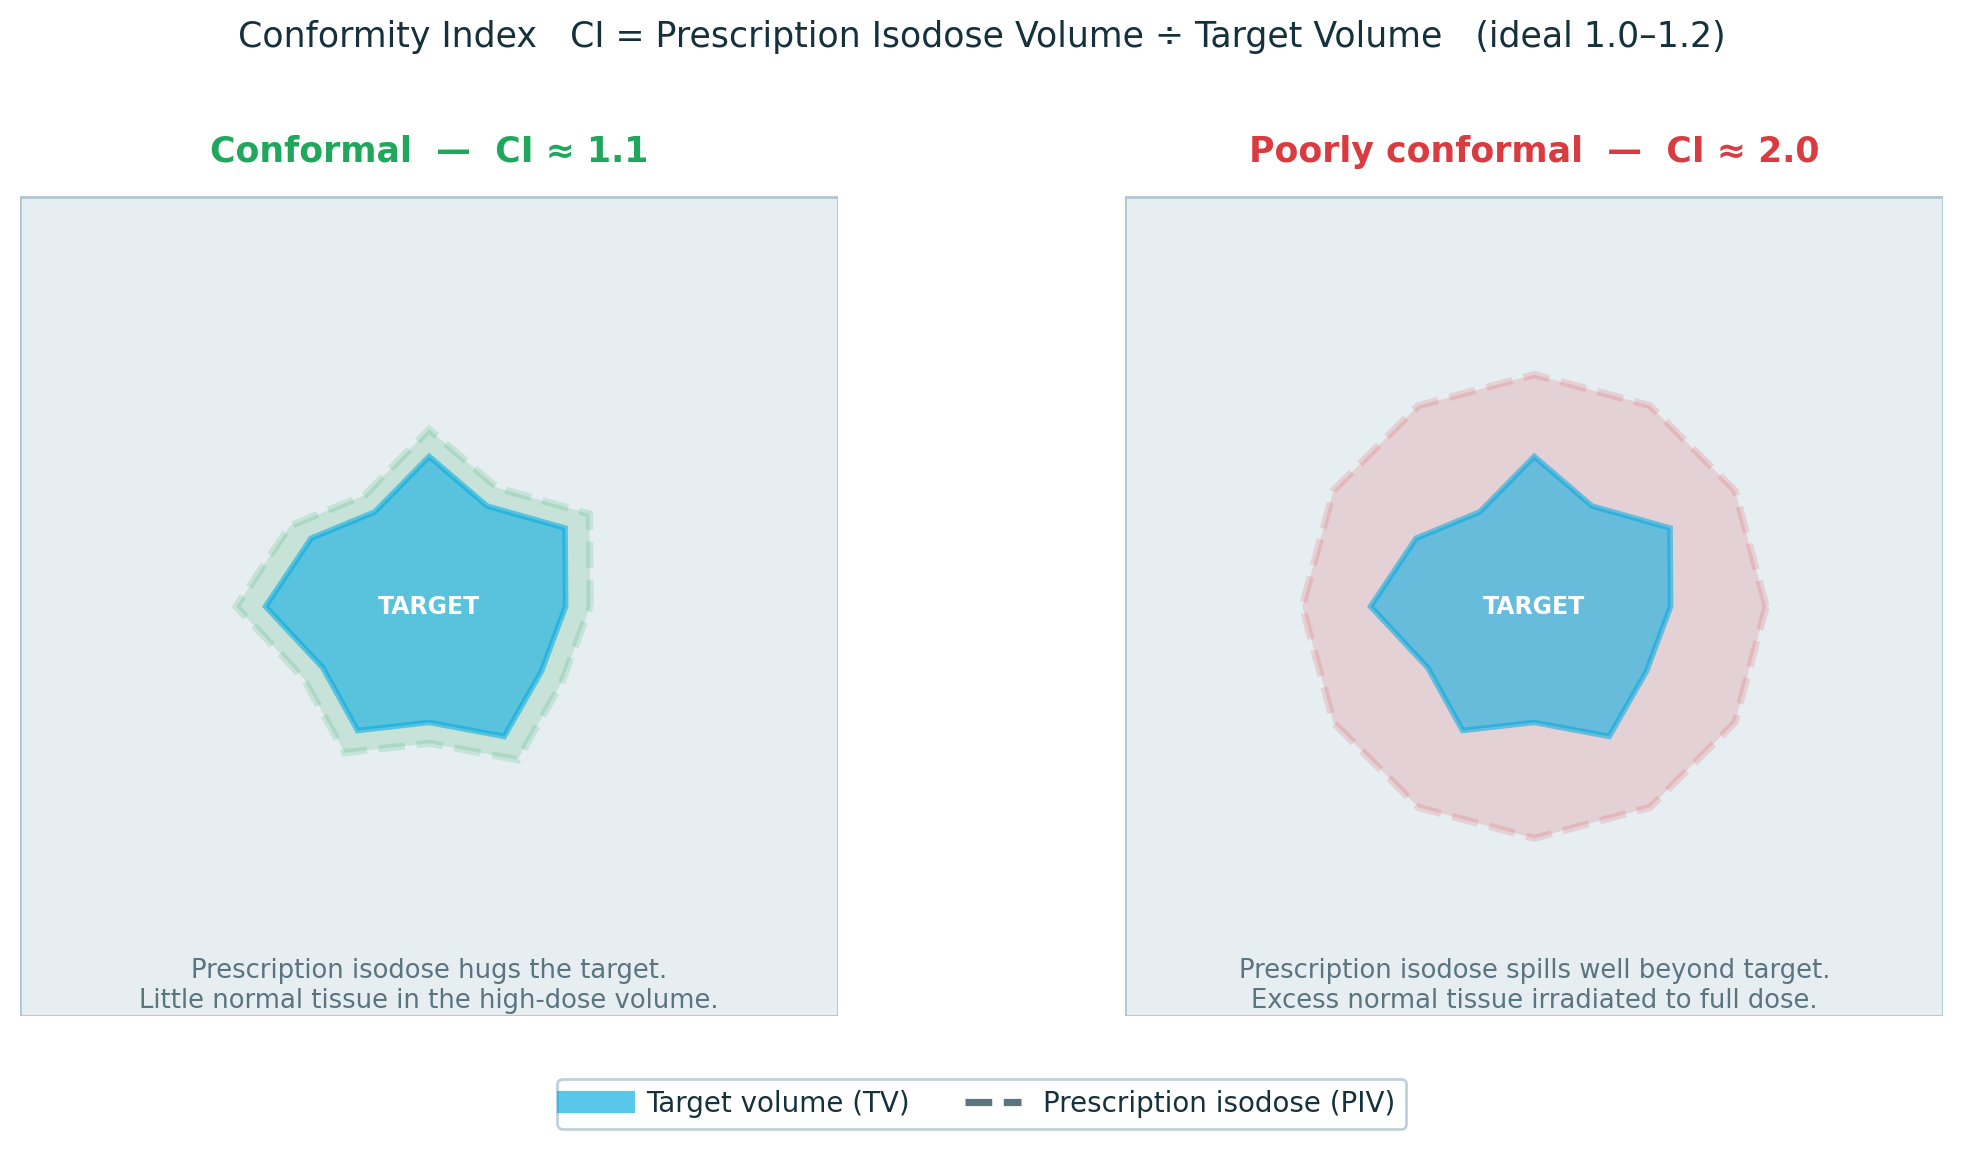 Conformity Index   CI = Prescription Isodose Volume ÷ Target Volume   (ideal 1.0–1.2)
Conformal — CI ≈ 1.1
TARGET
Prescription isodose hugs the target.
Little normal tissue in the high-dose volume.
Poorly conformal — CI ≈ 2.0
TARGET
Prescription isodose spills well beyond target.
Excess normal tissue irradiated to full dose.
Target volume (TV)
Prescription isodose (PIV)